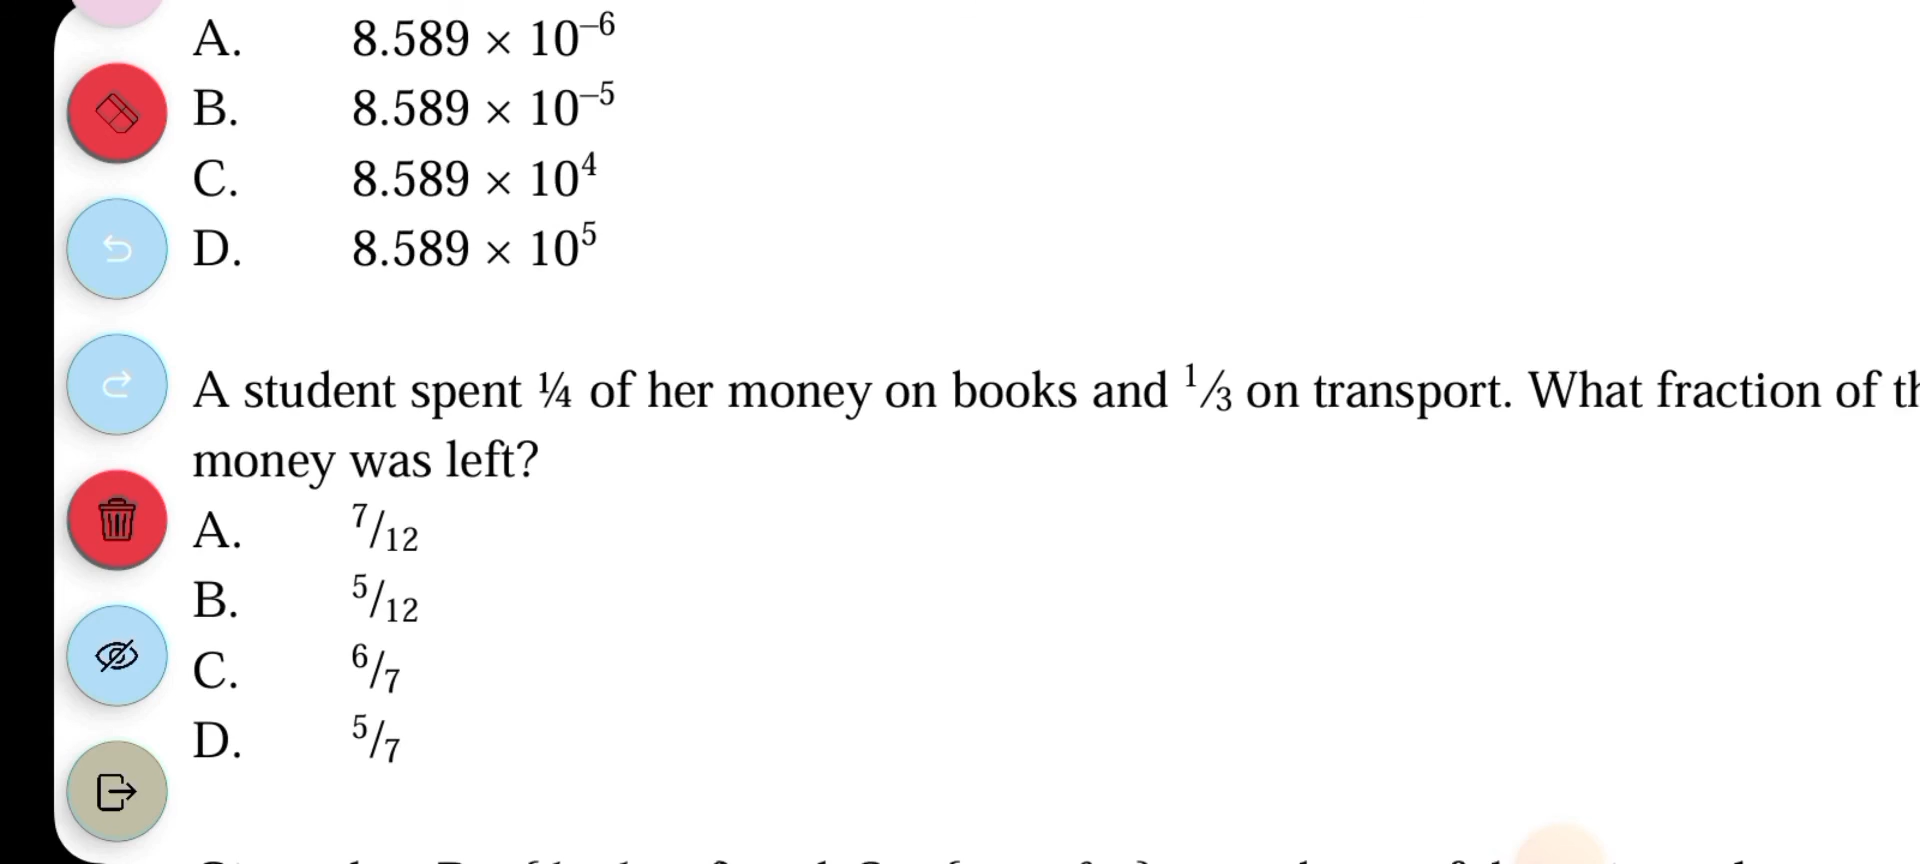 A. 8.589 × 10⁻⁶
B. 8.589 × 10⁻⁵
C. 8.589 × 10⁴
D. 8.589 × 10⁵
A student spent ¼ of her money on books and ¹⁄₃ on transport. What fraction of th
money was left?
A. ⁷/₁₂
B. ⁵/₁₂
C. ⁶/₇
D. ⁵/₇